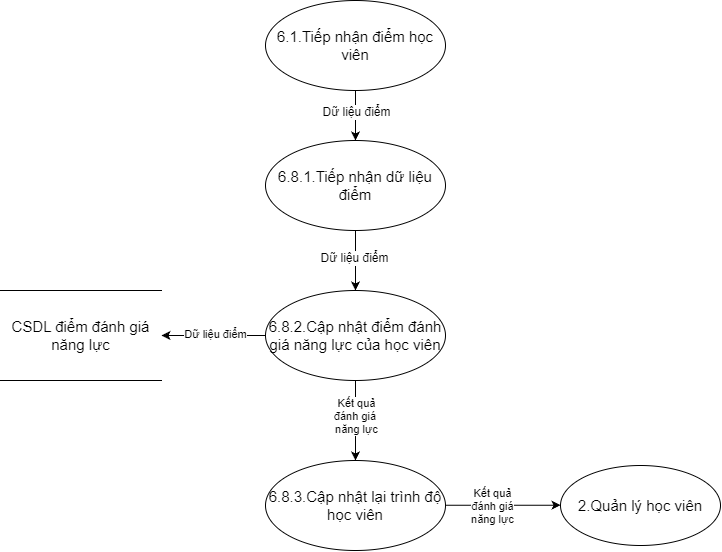 6.1.Tiếp nhận điểm học
viên
Dữ liệu điểm
6.8.1.Tiếp nhận dữ liệu
điểm
Dữ liệu điểm
CSDL điểm đánh giá
năng lực
Dữ liệu điểm
6.8.2.Cập nhật điểm đánh
giá năng lực của học viên
Kết quả
đánh giá
năng lực
6.8.3.Cập nhật lại trình độ
học viên
Kết quả
đánh giá
năng lực
2.Quản lý học viên